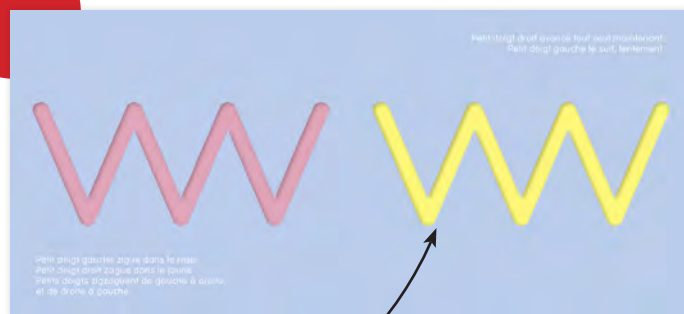 Petit doigt droit avance tout seul maintenant.
Petit doigt gauche le suit, lentement.
Petit doigt gauche zigue dans le rose.
Petit doigt droit zague dans le jaune.
Petits doigts zigzaguent de gauche à droite
et de droite à gauche.